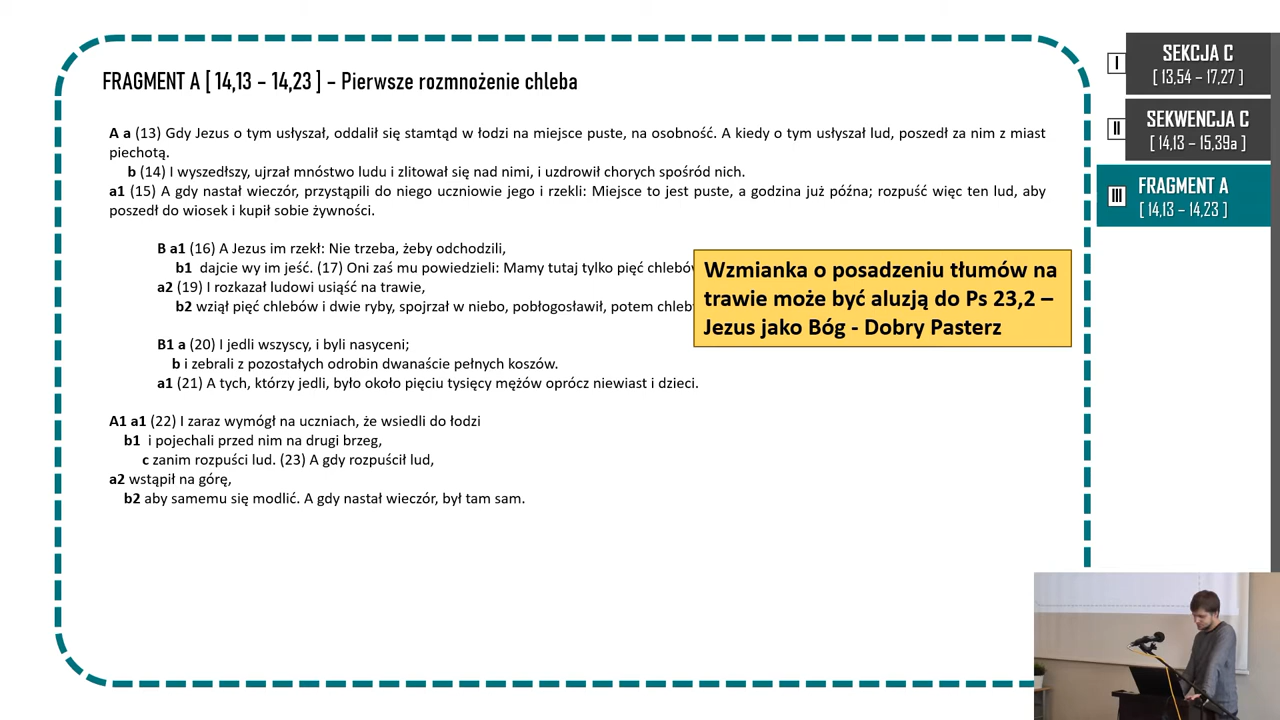 FRAGMENT A [ 14,13 – 14,23 ] – Pierwsze rozmnożenie chleba
A a (13) Gdy Jezus o tym usłyszał, oddalił się stamtąd w łodzi na miejsce puste, na osobność. A kiedy o tym usłyszał lud, poszedł za nim z miast
piechotą.
b (14) I wyszedłszy, ujrzał mnóstwo ludu i zlitował się nad nimi, i uzdrowił chorych spośród nich.
a1 (15) A gdy nastał wieczór, przystąpili do niego uczniowie jego i rzekli: Miejsce to jest puste, a godzina już późna; rozpuść więc ten lud, aby
poszedł do wiosek i kupił sobie żywności.
B a1 (16) A Jezus im rzekł: Nie trzeba, żeby odchodzili,
b1 dajcie wy im jeść. (17) Oni zaś mu powiedzieli: Mamy tutaj tylko pięć chlebów
a2 (19) I rozkazał ludowi usiąść na trawie,
b2 wziął pięć chlebów i dwie ryby, spojrzał w niebo, pobłogosławił, potem chleb
Wzmianka o posadzeniu tłumów na
trawie może być aluzją do Ps 23,2 –
Jezus jako Bóg - Dobry Pasterz
B1 a (20) I jedli wszyscy, i byli nasyceni;
b i zebrali z pozostałych odrobin dwanaście pełnych koszów.
a1 (21) A tych, którzy jedli, było około pięciu tysięcy mężów oprócz niewiast i dzieci.
A1 a1 (22) I zaraz wymógł na uczniach, że wsiedli do łodzi
b1 i pojechali przed nim na drugi brzeg,
c zanim rozpuści lud. (23) A gdy rozpuścił lud,
a2 wstąpił na górę,
b2 aby samemu się modlić. A gdy nastał wieczór, był tam sam.
I
SEKCJA C
[ 13,54 – 17,27 ]
II
SEKWENCJA C
[ 14,13 – 15,39a ]
III
FRAGMENT A
[ 14,13 – 14,23 ]